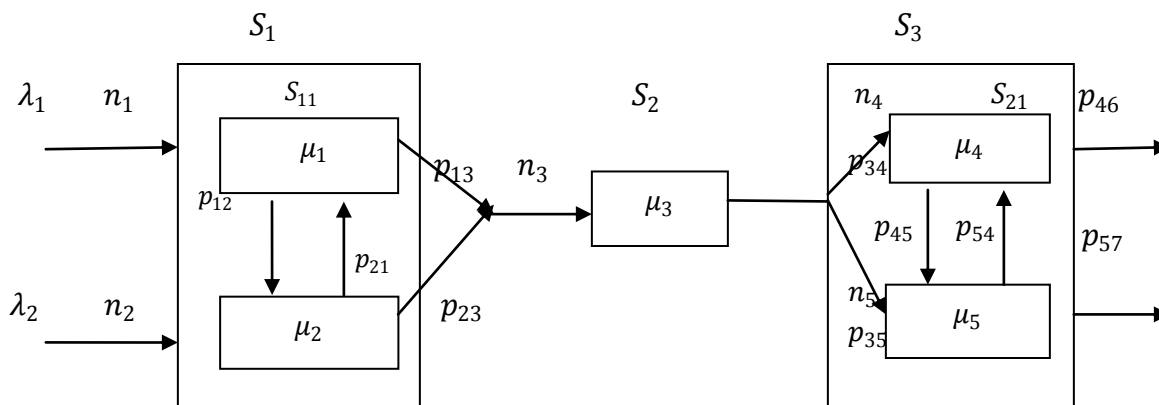 S₁
S₃
λ₁
n₁
S₁₁
S₂
n₄
S₂₁
p₄₆
μ₁
p₁₃
n₃
μ₃
p₃₄
μ₄
p₁₂
p₂₁
p₄₅
p₅₄
p₅₇
λ₂
n₂
μ₂
p₂₃
n₅
p₃₅
μ₅